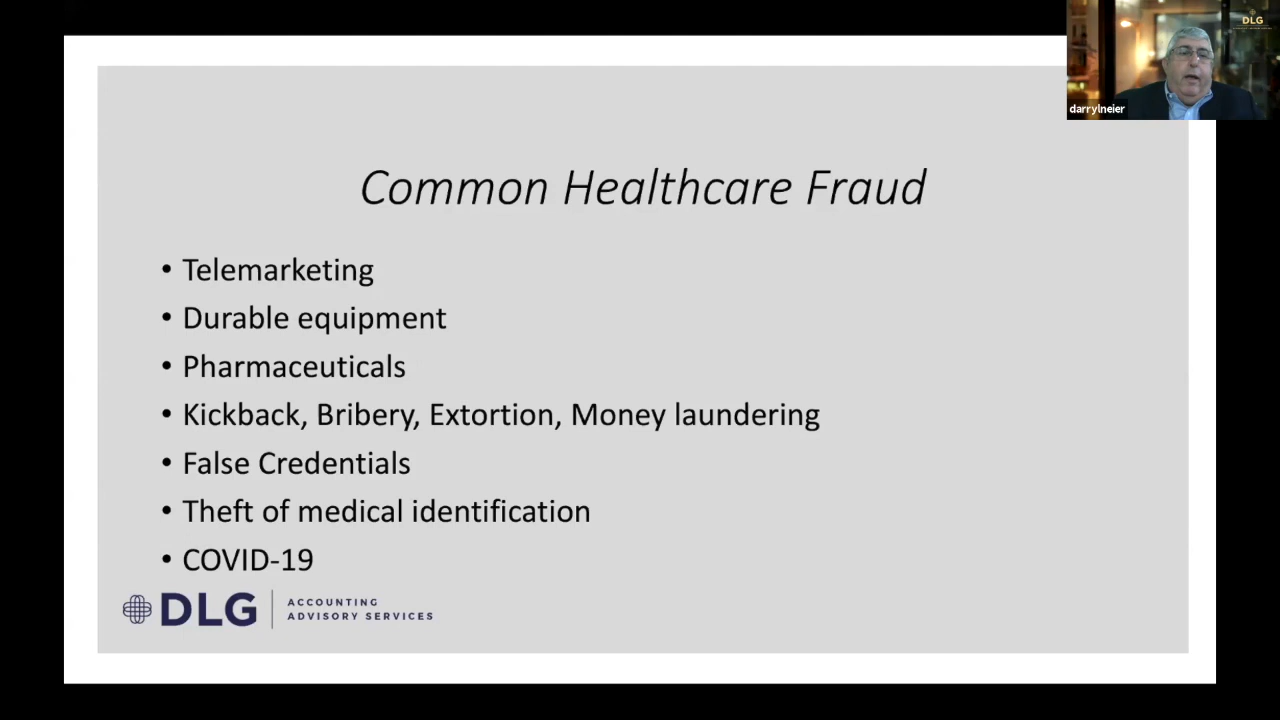 DLG
darrylneier
Common Healthcare Fraud
• Telemarketing
• Durable equipment
• Pharmaceuticals
• Kickback, Bribery, Extortion, Money laundering
• False Credentials
• Theft of medical identification
• COVID-19
DLG
ACCOUNTING
ADVISORY SERVICES